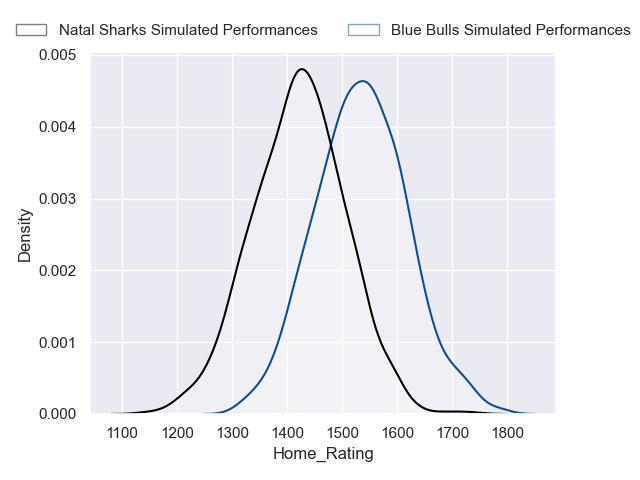 Natal Sharks Simulated Performances
Blue Bulls Simulated Performances
0.005
0.004
0.003
0.002
0.001
0.000
Density
1100 1200 1300 1400 1500 1600 1700 1800
Home_Rating